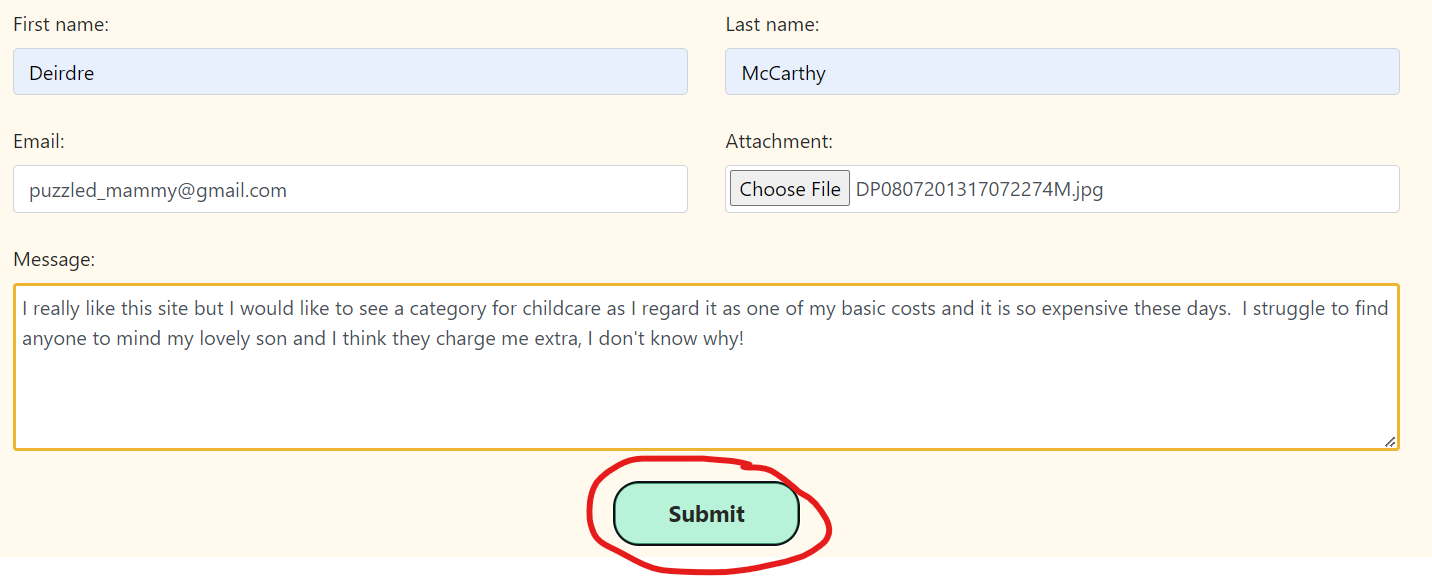 First name:
Last name:
Deirdre
McCarthy
Email:
Attachment:
puzzled_mammy@gmail.com
Choose File DP0807201317072274M.jpg
Message:
I really like this site but I would like to see a category for childcare as I regard it as one of my basic costs and it is so expensive these days.  I struggle to find
anyone to mind my lovely son and I think they charge me extra, I don't know why!
Submit